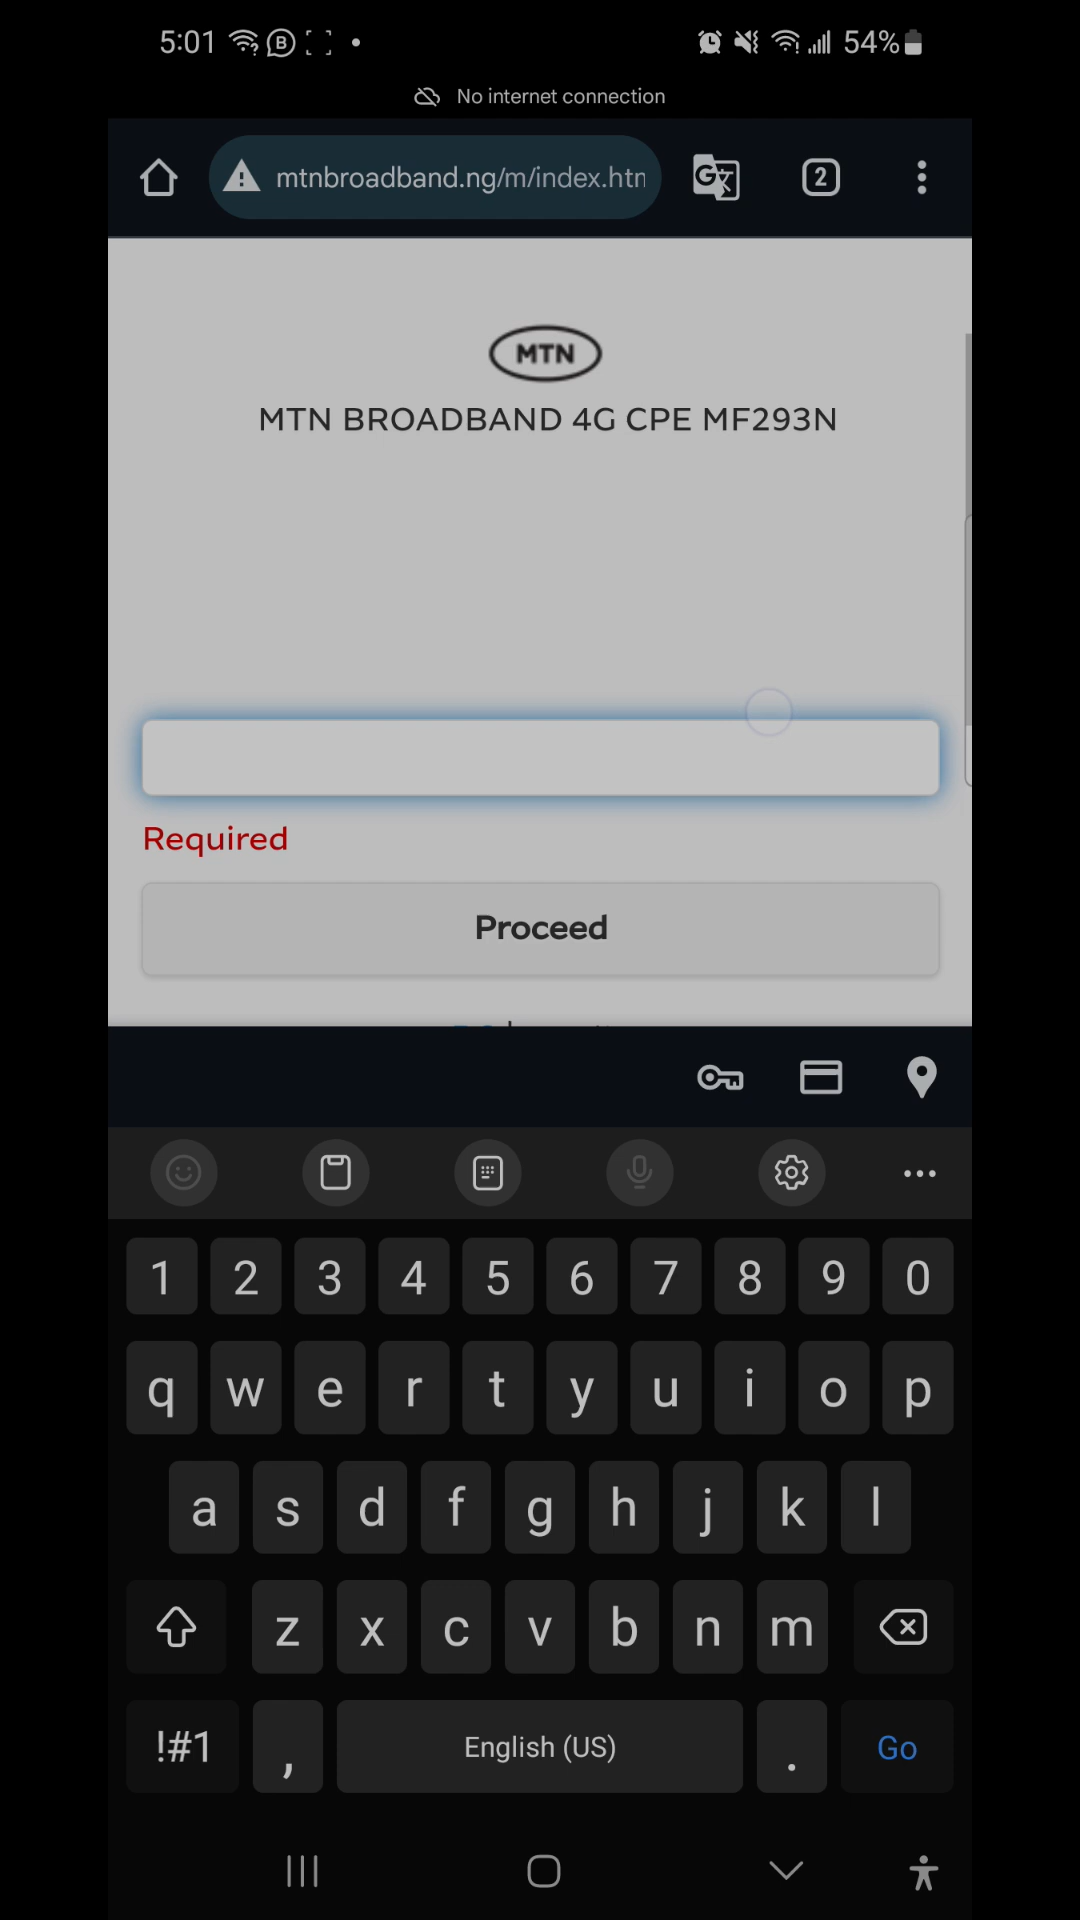 5:01
54%
No internet connection
mtnbroadband.ng/m/index.htn
2
MTN
MTN BROADBAND 4G CPE MF293N
Required
Proceed
1 2 3 4 5 6 7 8 9 0
q w e r t y u i o p
a s d f g h j k l
z x c v b n m
!#1 , English (US) . Go